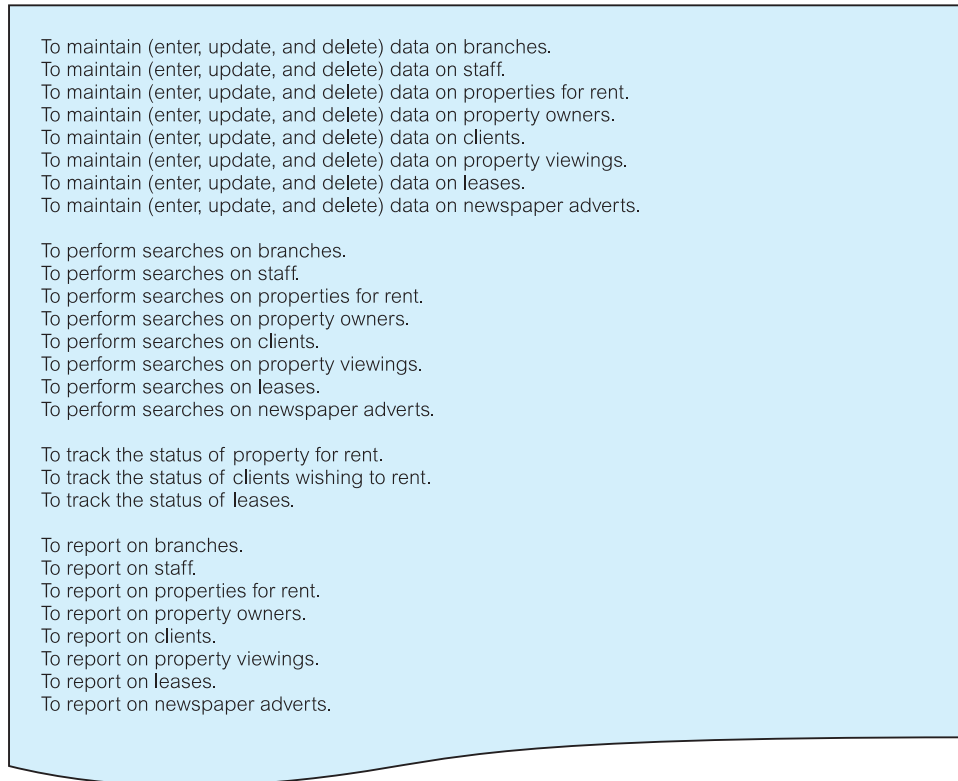 To maintain (enter, update, and delete) data on branches.
To maintain (enter, update, and delete) data on staff.
To maintain (enter, update, and delete) data on properties for rent.
To maintain (enter, update, and delete) data on property owners.
To maintain (enter, update, and delete) data on clients.
To maintain (enter, update, and delete) data on property viewings.
To maintain (enter, update, and delete) data on leases.
To maintain (enter, update, and delete) data on newspaper adverts.

To perform searches on branches.
To perform searches on staff.
To perform searches on properties for rent.
To perform searches on property owners.
To perform searches on clients.
To perform searches on property viewings.
To perform searches on leases.
To perform searches on newspaper adverts.

To track the status of property for rent.
To track the status of clients wishing to rent.
To track the status of leases.

To report on branches.
To report on staff.
To report on properties for rent.
To report on property owners.
To report on clients.
To report on property viewings.
To report on leases.
To report on newspaper adverts.